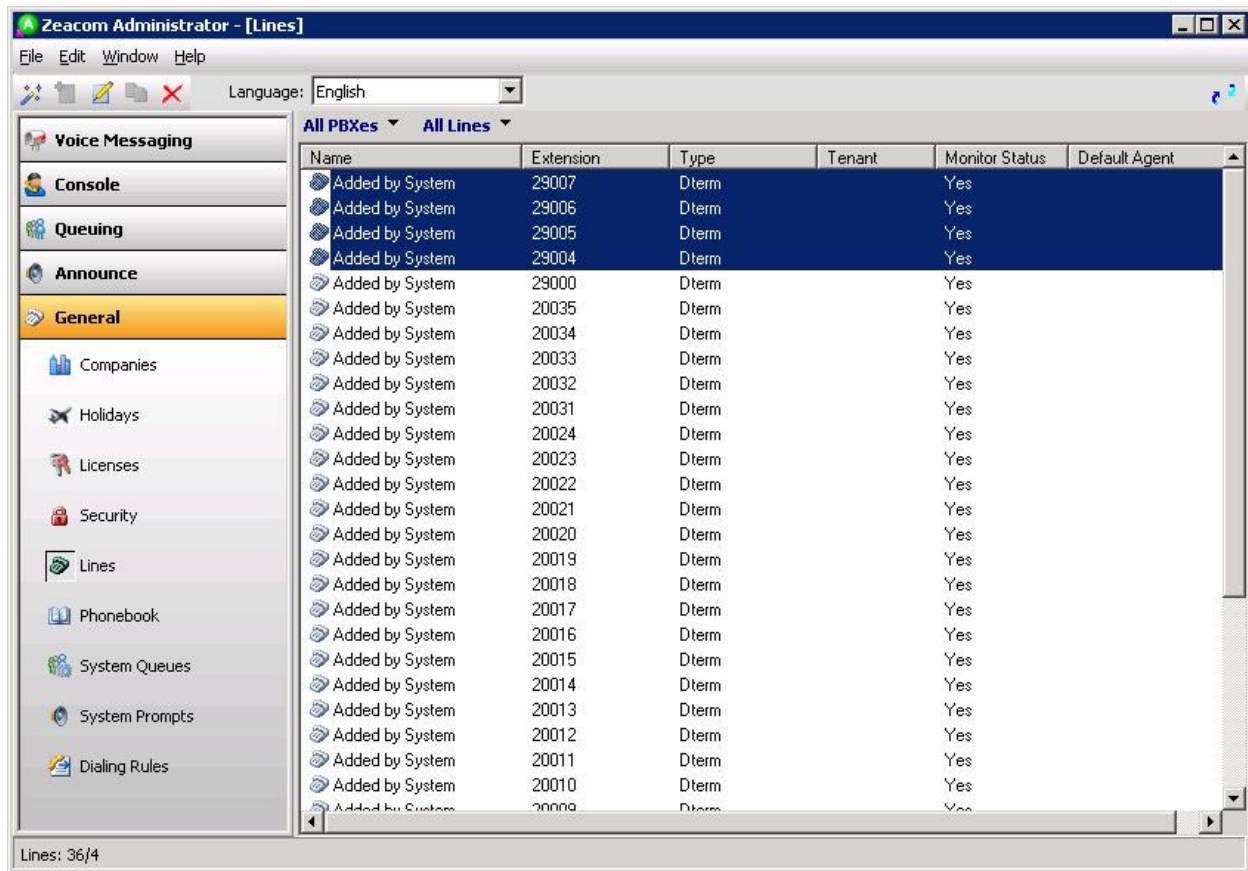 Zeacom Administrator - [Lines]
File Edit Window Help
Language: English
Voice Messaging
Console
Queuing
Announce
General
Companies
Holidays
Licenses
Security
Lines
Phonebook
System Queues
System Prompts
Dialing Rules
All PBXes All Lines
Name Extension Type Tenant Monitor Status Default Agent
Added by System 29007 Dterm Yes
Added by System 29006 Dterm Yes
Added by System 29005 Dterm Yes
Added by System 29004 Dterm Yes
Added by System 29000 Dterm Yes
Added by System 20035 Dterm Yes
Added by System 20034 Dterm Yes
Added by System 20033 Dterm Yes
Added by System 20032 Dterm Yes
Added by System 20031 Dterm Yes
Added by System 20024 Dterm Yes
Added by System 20023 Dterm Yes
Added by System 20022 Dterm Yes
Added by System 20021 Dterm Yes
Added by System 20020 Dterm Yes
Added by System 20019 Dterm Yes
Added by System 20018 Dterm Yes
Added by System 20017 Dterm Yes
Added by System 20016 Dterm Yes
Added by System 20015 Dterm Yes
Added by System 20014 Dterm Yes
Added by System 20013 Dterm Yes
Added by System 20012 Dterm Yes
Added by System 20011 Dterm Yes
Added by System 20010 Dterm Yes
Added by System 20009 Dterm Yes
Lines: 36/4